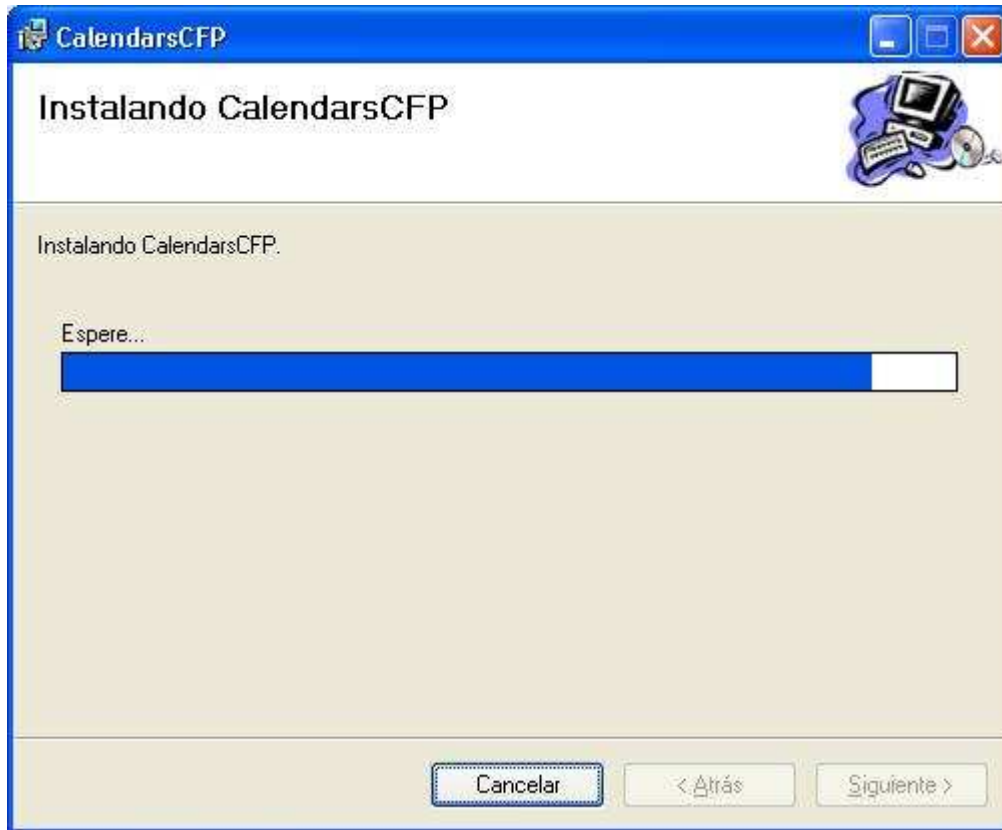 CalendarsCFP
Instalando CalendarsCFP
Instalando CalendarsCFP.
Espere...
Cancelar
< Atrás
Siguiente >